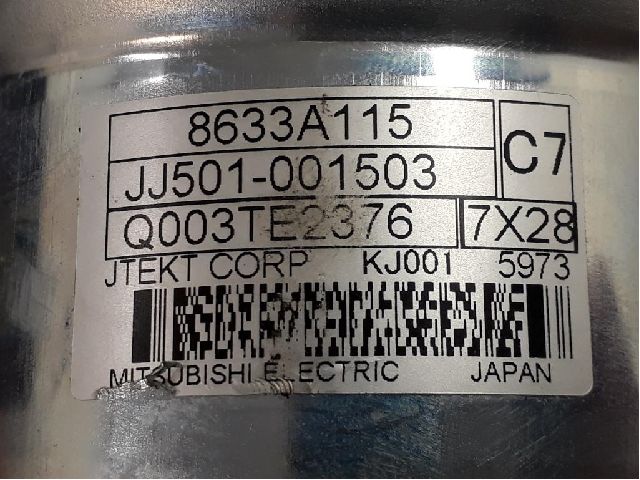 8633A115
C7
JJ501-001503
Q003TE2376 7X28
JTEKT CORP KJ001 5973
MITSUBISHI ELECTRIC JAPAN